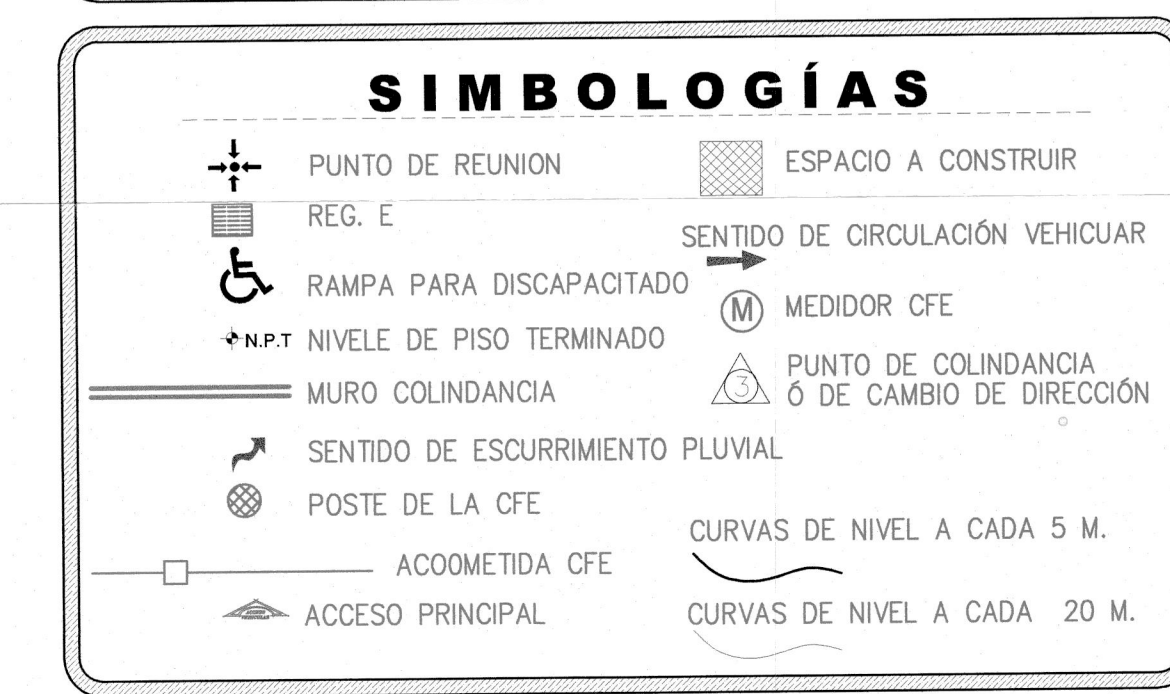 SIMBOLOGÍAS
PUNTO DE REUNION
REG. E
RAMPA PARA DISCAPACITADO
N.P.T NIVELE DE PISO TERMINADO
MURO COLINDANCIA
SENTIDO DE ESCURRIMIENTO PLUVIAL
POSTE DE LA CFE
ACOOMETIDA CFE
ACCESO PRINCIPAL
ESPACIO A CONSTRUIR
SENTIDO DE CIRCULACIÓN VEHICUAR
M MEDIDOR CFE
3 PUNTO DE COLINDANCIA
Ó DE CAMBIO DE DIRECCIÓN
CURVAS DE NIVEL A CADA 5 M.
CURVAS DE NIVEL A CADA 20 M.